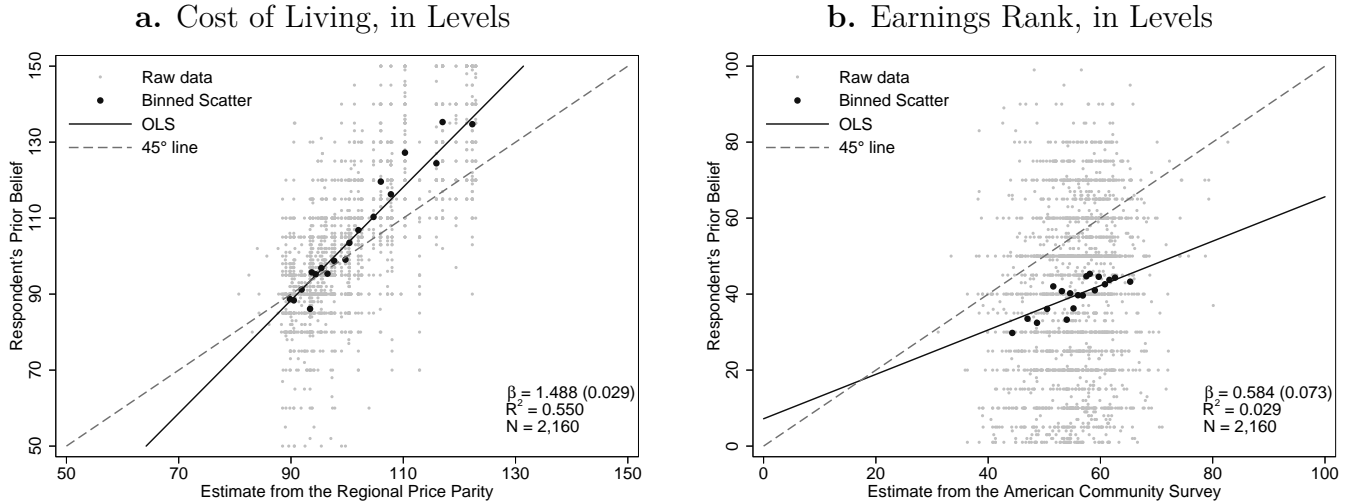 a. Cost of Living, in Levels
Respondent's Prior Belief
150
130
110
90
70
50
Raw data
Binned Scatter
OLS
45° line
β = 1.488 (0.029)
R² = 0.550
N = 2,160
50 70 90 110 130 150
Estimate from the Regional Price Parity
b. Earnings Rank, in Levels
Respondent's Prior Belief
100
80
60
40
20
0
Raw data
Binned Scatter
OLS
45° line
β = 0.584 (0.073)
R² = 0.029
N = 2,160
0 20 40 60 80 100
Estimate from the American Community Survey